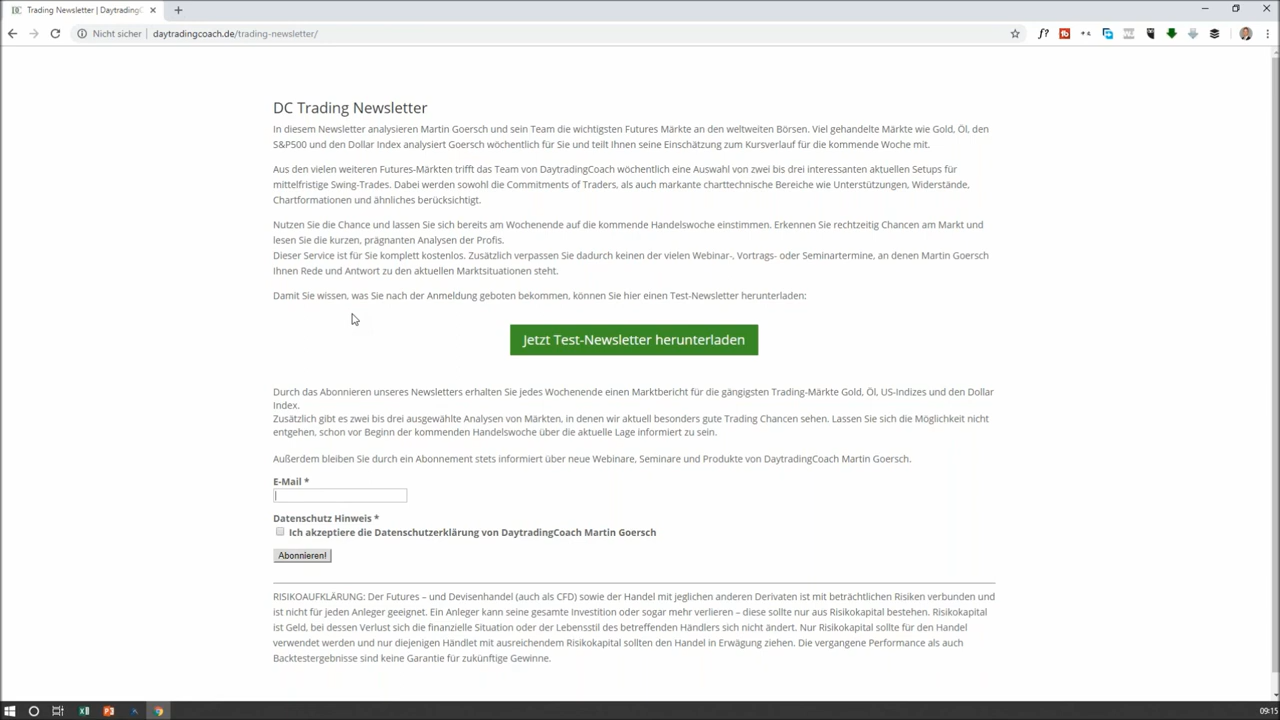 Trading Newsletter | DaytradingC
Nicht sicher | daytradingcoach.de/trading-newsletter/
DC Trading Newsletter
In diesem Newsletter analysieren Martin Goersch und sein Team die wichtigsten Futures Märkte an den weltweiten Börsen. Viel gehandelte Märkte wie Gold, Öl, den
S&P500 und den Dollar Index analysiert Goersch wöchentlich für Sie und teilt Ihnen seine Einschätzung zum Kursverlauf für die kommende Woche mit.
Aus den vielen weiteren Futures-Märkten trifft das Team von DaytradingCoach wöchentlich eine Auswahl von zwei bis drei interessanten aktuellen Setups für
mittelfristige Swing-Trades. Dabei werden sowohl die Commitments of Traders, als auch markante charttechnische Bereiche wie Unterstützungen, Widerstände,
Chartformationen und ähnliches berücksichtigt.
Nutzen Sie die Chance und lassen Sie sich bereits am Wochenende auf die kommende Handelswoche einstimmen. Erkennen Sie rechtzeitig Chancen am Markt und
lesen Sie die kurzen, prägnanten Analysen der Profis.
Dieser Service ist für Sie komplett kostenlos. Zusätzlich verpassen Sie dadurch keinen der vielen Webinar-, Vortrags- oder Seminartermine, an denen Martin Goersch
Ihnen Rede und Antwort zu den aktuellen Marktsituationen steht.
Damit Sie wissen, was Sie nach der Anmeldung geboten bekommen, können Sie hier einen Test-Newsletter herunterladen:
Jetzt Test-Newsletter herunterladen
Durch das Abonnieren unseres Newsletters erhalten Sie jedes Wochenende einen Marktbericht für die gängigsten Trading-Märkte Gold, Öl, US-Indizes und den Dollar
Index.
Zusätzlich gibt es zwei bis drei ausgewählte Analysen von Märkten, in denen wir aktuell besonders gute Trading Chancen sehen. Lassen Sie sich die Möglichkeit nicht
entgehen, schon vor Beginn der kommenden Handelswoche über die aktuelle Lage informiert zu sein.
Außerdem bleiben Sie durch ein Abonnement stets informiert über neue Webinare, Seminare und Produkte von DaytradingCoach Martin Goersch.
E-Mail *
Datenschutz Hinweis *
Ich akzeptiere die Datenschutzerklärung von DaytradingCoach Martin Goersch
Abonnieren!
RISIKOAUFKLÄRUNG: Der Futures – und Devisenhandel (auch als CFD) sowie der Handel mit jeglichen anderen Derivaten ist mit beträchtlichen Risiken verbunden und
ist nicht für jeden Anleger geeignet. Ein Anleger kann seine gesamte Investition oder sogar mehr verlieren – diese sollte nur aus Risikokapital bestehen. Risikokapital
ist Geld, bei dessen Verlust sich die finanzielle Situation oder der Lebensstil des betreffenden Händlers sich nicht ändert. Nur Risikokapital sollte für den Handel
verwendet werden und nur diejenigen Händlet mit ausreichendem Risikokapital sollten den Handel in Erwägung ziehen. Die vergangene Performance als auch
Backtestergebnisse sind keine Garantie für zukünftige Gewinne.
09:15